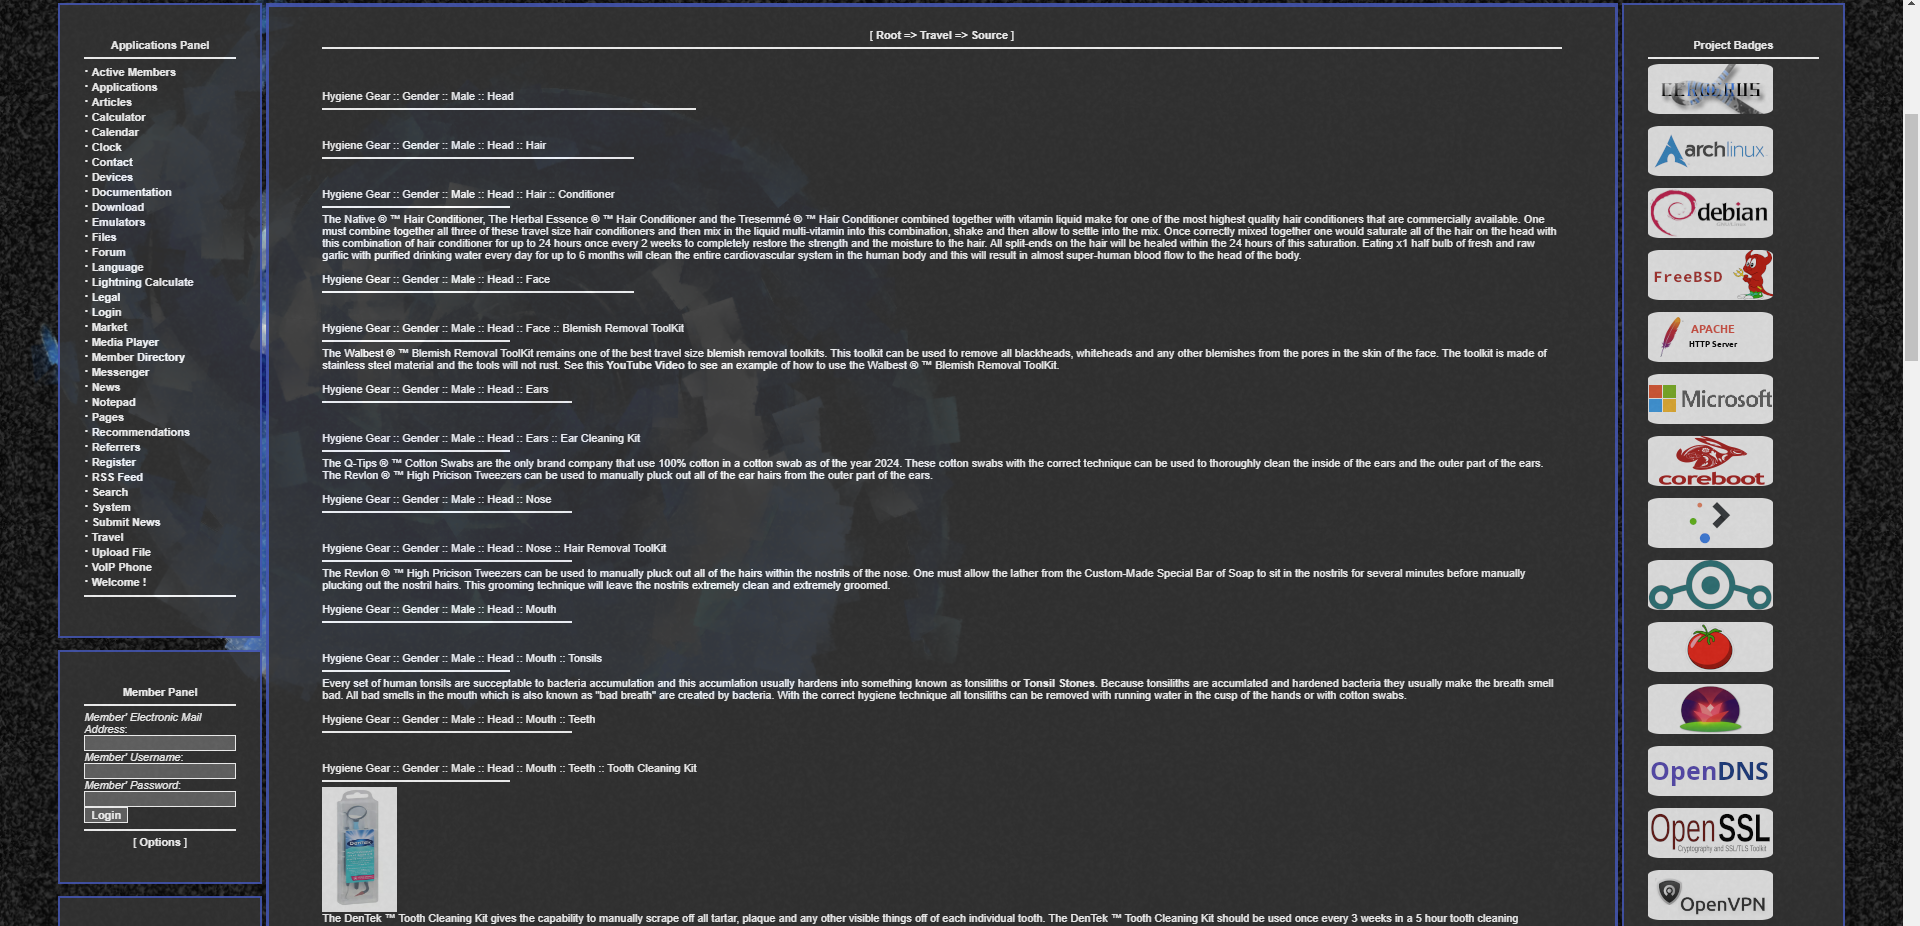 Applications Panel
· Active Members
· Applications
· Articles
· Calculator
· Calendar
· Clock
· Contact
· Devices
· Documentation
· Download
· Emulators
· Files
· Forum
· Language
· Lightning Calculate
· Legal
· Login
· Market
· Media Player
· Member Directory
· Messenger
· News
· Notepad
· Pages
· Recommendations
· Referrers
· Register
· RSS Feed
· Search
· System
· Submit News
· Travel
· Upload File
· VoIP Phone
· Welcome !
Member Panel
Member' Electronic Mail
Address:
Member' Username:
Member' Password:
Login
[ Options ]
[ Root => Travel => Source ]
Hygiene Gear :: Gender :: Male :: Head
Hygiene Gear :: Gender :: Male :: Head :: Hair
Hygiene Gear :: Gender :: Male :: Head :: Hair :: Conditioner
The Native ® ™ Hair Conditioner, The Herbal Essence ® ™ Hair Conditioner and the Tresemmé ® ™ Hair Conditioner combined together with vitamin liquid make for one of the most highest quality hair conditioners that are commercially available. One
must combine together all three of these travel size hair conditioners and then mix in the liquid multi-vitamin into this combination, shake and then allow to settle into the mix. Once correctly mixed together one would saturate all of the hair on the head with
this combination of hair conditioner for up to 24 hours once every 2 weeks to completely restore the strength and the moisture to the hair. All split-ends on the hair will be healed within the 24 hours of this saturation. Eating x1 half bulb of fresh and raw
garlic with purified drinking water every day for up to 6 months will clean the entire cardiovascular system in the human body and this will result in almost super-human blood flow to the head of the body.
Hygiene Gear :: Gender :: Male :: Head :: Face
Hygiene Gear :: Gender :: Male :: Head :: Face :: Blemish Removal ToolKit
The Walbest ® ™ Blemish Removal ToolKit remains one of the best travel size blemish removal toolkits. This toolkit can be used to remove all blackheads, whiteheads and any other blemishes from the pores in the skin of the face. The toolkit is made of
stainless steel material and the tools will not rust. See this YouTube Video to see an example of how to use the Walbest ® ™ Blemish Removal ToolKit.
Hygiene Gear :: Gender :: Male :: Head :: Ears
Hygiene Gear :: Gender :: Male :: Head :: Ears :: Ear Cleaning Kit
The Q-Tips ® ™ Cotton Swabs are the only brand company that use 100% cotton in a cotton swab as of the year 2024. These cotton swabs with the correct technique can be used to thoroughly clean the inside of the ears and the outer part of the ears.
The Revlon ® ™ High Pricison Tweezers can be used to manually pluck out all of the ear hairs from the outer part of the ears.
Hygiene Gear :: Gender :: Male :: Head :: Nose
Hygiene Gear :: Gender :: Male :: Head :: Nose :: Hair Removal ToolKit
The Revlon ® ™ High Pricison Tweezers can be used to manually pluck out all of the hairs within the nostrils of the nose. One must allow the lather from the Custom-Made Special Bar of Soap to sit in the nostrils for several minutes before manually
plucking out the nostril hairs. This grooming technique will leave the nostrils extremely clean and extremely groomed.
Hygiene Gear :: Gender :: Male :: Head :: Mouth
Hygiene Gear :: Gender :: Male :: Head :: Mouth :: Tonsils
Every set of human tonsils are succeptable to bacteria accumulation and this accumlation usually hardens into something known as tonsiliths or Tonsil Stones. Because tonsiliths are accumlated and hardened bacteria they usually make the breath smell
bad. All bad smells in the mouth which is also known as "bad breath" are created by bacteria. With the correct hygiene technique all tonsiliths can be removed with running water in the cusp of the hands or with cotton swabs.
Hygiene Gear :: Gender :: Male :: Head :: Mouth :: Teeth
Hygiene Gear :: Gender :: Male :: Head :: Mouth :: Teeth :: Tooth Cleaning Kit
DenTek
The DenTek ™ Tooth Cleaning Kit gives the capability to manually scrape off all tartar, plaque and any other visible things off of each individual tooth. The DenTek ™ Tooth Cleaning Kit should be used once every 3 weeks in a 5 hour tooth cleaning
Project Badges
CERBERUS
archlinux
debian
FreeBSD
APACHE
HTTP Server
Microsoft
coreboot
OpenDNS
OpenSSL
Cryptography and SSL/TLS Toolkit
OpenVPN